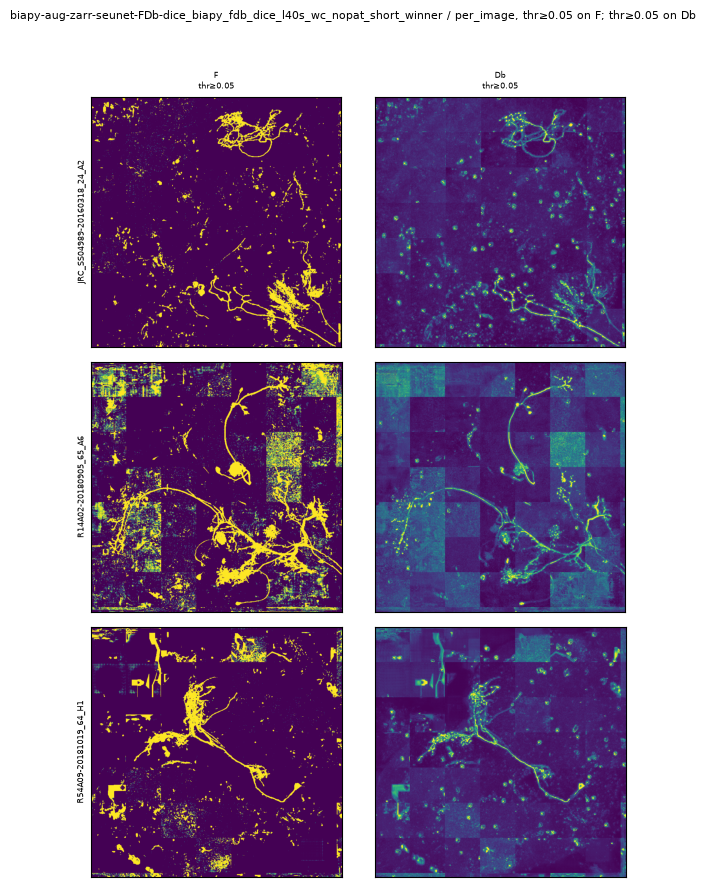 biapy-aug-zarr-seunet-FDb-dice_biapy_fdb_dice_l40s_wc_nopat_short_winner / per_image, thr≥0.05 on F; thr≥0.05 on Db
F
thr≥0.05
Db
thr≥0.05
JRC_SS04989-20160318_24_A2
R14A02-20180905_65_A6
R54A09-20181019_64_H1